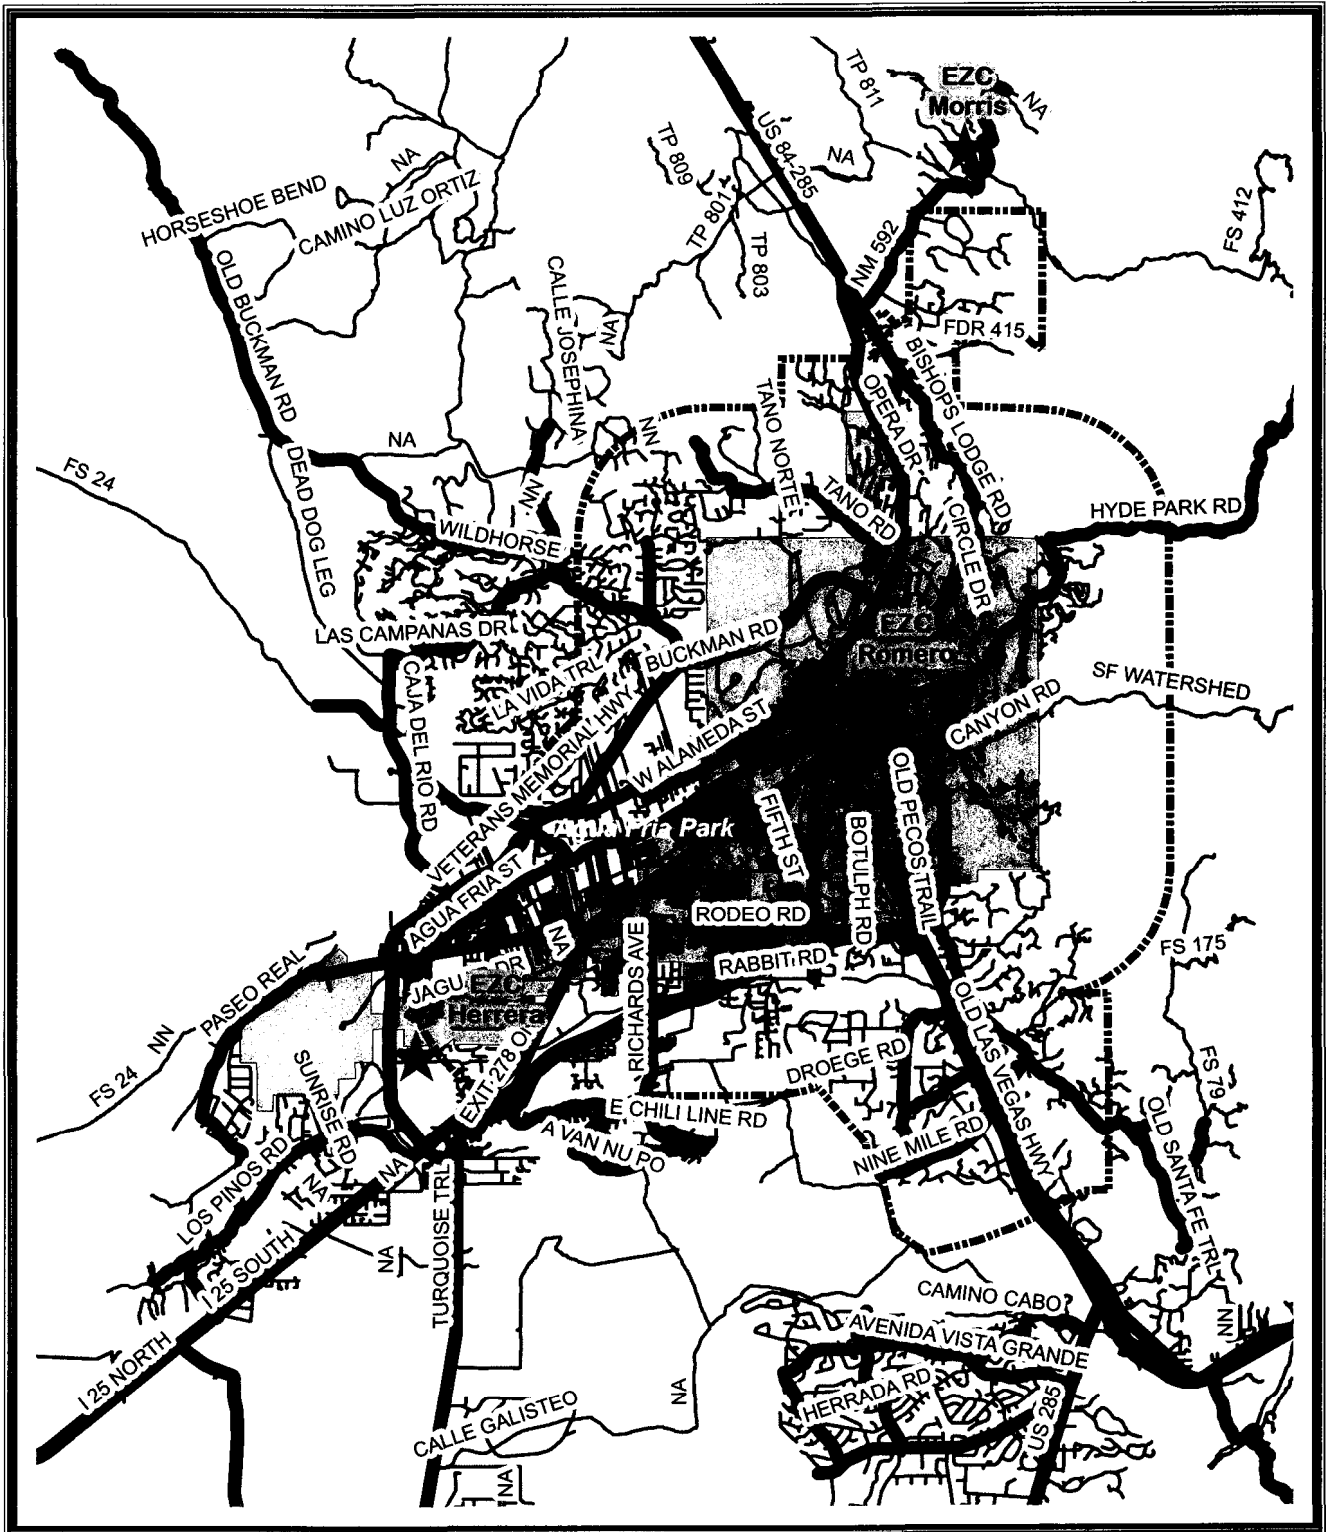 EZC
Morris
NA
TP 811
US 84-285
TP 809
NA
NA
TP 801
TP 803
HORSESHOE BEND
CAMINO LUZ ORTIZ
NM 592
FS 412
OLD BUCKMAN RD
CALLE JOSEPHINA
NA
FDR 415
BISHOPS LODGE RD
OPERA DR
TANO NORTE
NN
NA
FS 24
DEAD DOG LEG
NN
TANO RD
CIRCLE DR
HYDE PARK RD
WILDHORSE
EZC
Romero
LAS CAMPANAS DR
BUCKMAN RD
CAJA DEL RIO RD
LA VIDA TRL
SF WATERSHED
CANYON RD
VETERANS MEMORIAL HWY
W ALAMEDA ST
OLD PECOS TRAIL
Agua Fria Park
FIFTH ST
BOTULPH RD
AGUA FRIA ST
RODEO RD
NA
RICHARDS AVE
RABBIT RD
FS 175
PASEO REAL
EZC
Herrera
OLD LAS VEGAS HWY
NN
FS 24
SUNRISE RD
EXIT 278
DROEGE RD
FS 79
E CHILI LINE RD
A VAN NU PO
NINE MILE RD
OLD SANTA FE TRL
LOS PINOS RD
NA
NA
TURQUOISE TRL
I 25 SOUTH
NA
CAMINO CABO
NN
I 25 NORTH
AVENIDA VISTA GRANDE
NA
HERRADA RD
US 285
CALLE GALISTEO
NA